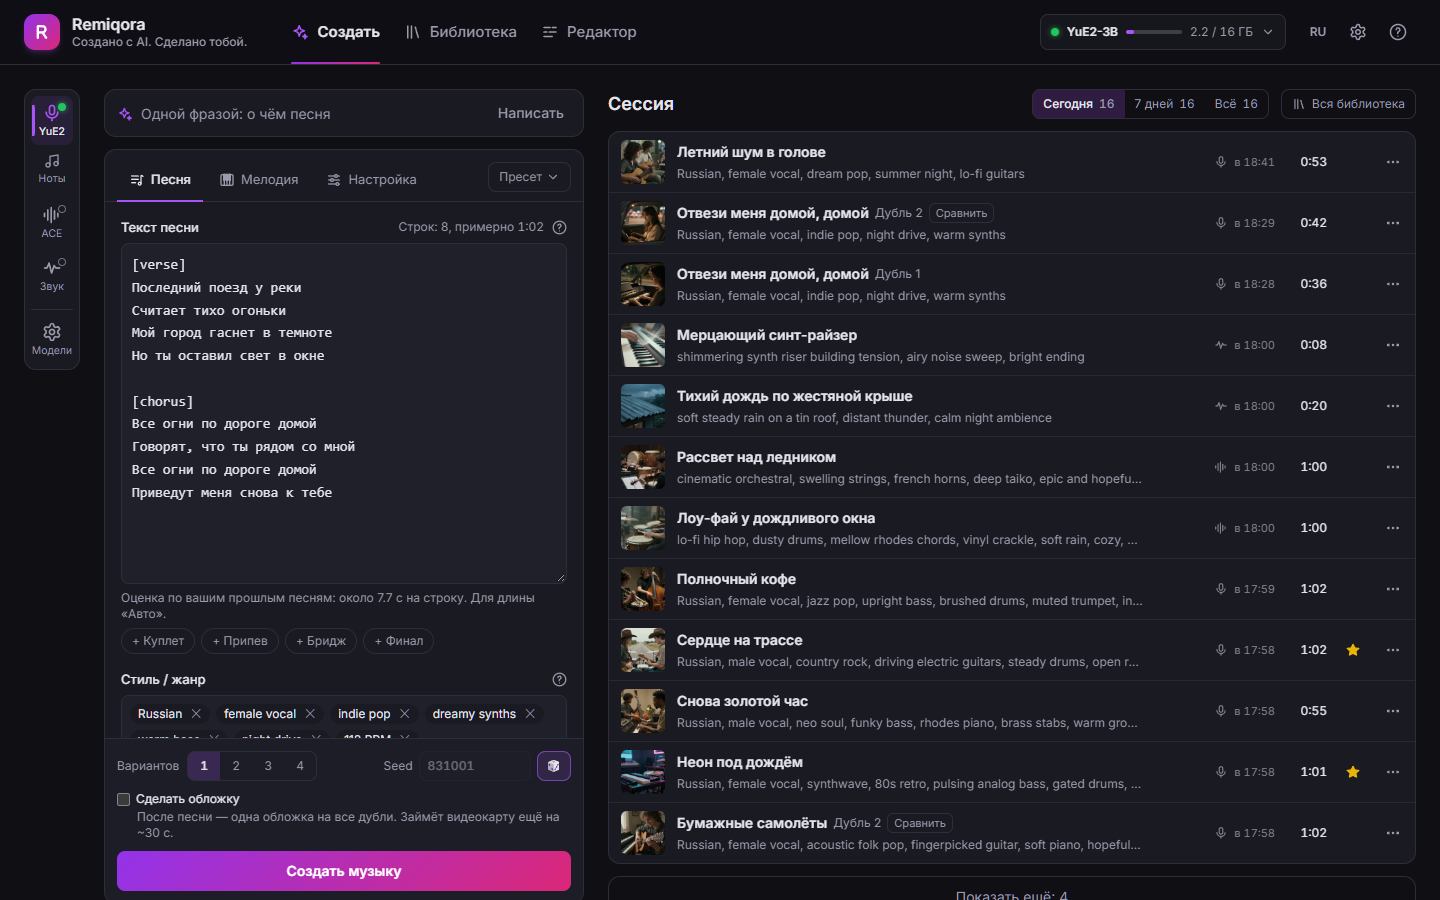 R
Remiqora
Создано с AI. Сделано тобой.
Создать
Библиотека
Редактор
YuE2-3B
2.2 / 16 ГБ
RU
YuE2
Ноты
ACE
Звук
Модели
Одной фразой: о чём песня
Написать
Песня
Мелодия
Настройка
Пресет
Текст песни
Строк: 8, примерно 1:02
[verse]
Последний поезд у реки
Считает тихо огоньки
Мой город гаснет в темноте
Но ты оставил свет в окне
[chorus]
Все огни по дороге домой
Говорят, что ты рядом со мной
Все огни по дороге домой
Приведут меня снова к тебе
Оценка по вашим прошлым песням: около 7.7 с на строку. Для длины
«Авто».
+ Куплет
+ Припев
+ Бридж
+ Финал
Стиль / жанр
Russian
female vocal
indie pop
dreamy synths
warm bass
night drive
112 BPM
Вариантов
1
2
3
4
Seed
831001
Сделать обложку
После песни — одна обложка на все дубли. Займёт видеокарту ещё на
~30 с.
Создать музыку
Сессия
Сегодня 16
7 дней 16
Всё 16
Вся библиотека
Летний шум в голове
Russian, female vocal, dream pop, summer night, lo-fi guitars
в 18:41
0:53
Отвези меня домой, домой Дубль 2 Сравнить
Russian, female vocal, indie pop, night drive, warm synths
в 18:29
0:42
Отвези меня домой, домой Дубль 1
Russian, female vocal, indie pop, night drive, warm synths
в 18:28
0:36
Мерцающий синт-райзер
shimmering synth riser building tension, airy noise sweep, bright ending
в 18:00
0:08
Тихий дождь по жестяной крыше
soft steady rain on a tin roof, distant thunder, calm night ambience
в 18:00
0:20
Рассвет над ледником
cinematic orchestral, swelling strings, french horns, deep taiko, epic and hopefu...
в 18:00
1:00
Лоу-фай у дождливого окна
lo-fi hip hop, dusty drums, mellow rhodes chords, vinyl crackle, soft rain, cozy, ...
в 18:00
1:00
Полночный кофе
Russian, female vocal, jazz pop, upright bass, brushed drums, muted trumpet, in...
в 17:59
1:02
Сердце на трассе
Russian, male vocal, country rock, driving electric guitars, steady drums, open r...
в 17:58
1:02
Снова золотой час
Russian, male vocal, neo soul, funky bass, rhodes piano, brass stabs, warm gro...
в 17:58
0:55
Неон под дождём
Russian, male vocal, synthwave, 80s retro, pulsing analog bass, gated drums, ...
в 17:58
1:01
Бумажные самолёты Дубль 2 Сравнить
Russian, female vocal, acoustic folk pop, fingerpicked guitar, soft piano, hopeful...
в 17:58
1:02
Показать ещё: 4